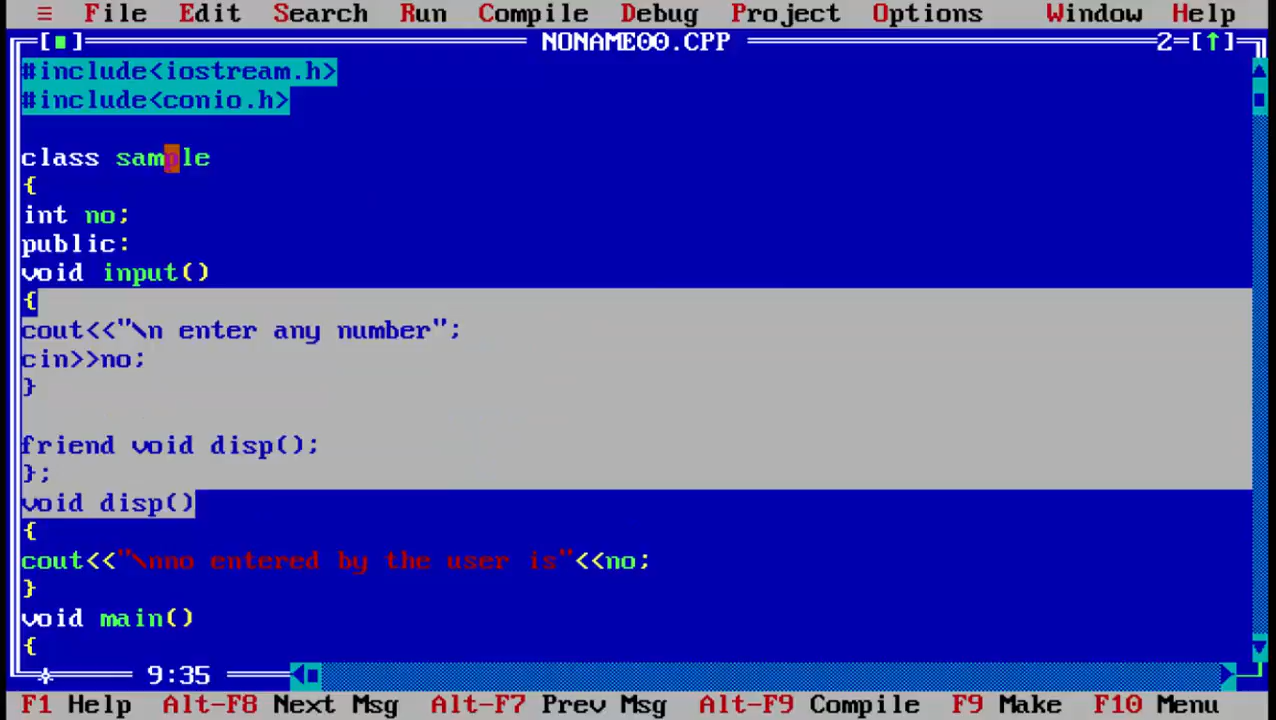 ≡ File Edit Search Run Compile Debug Project Options Window Help
[■] NONAME00.CPP 2=[↑]
#include<iostream.h>
#include<conio.h>
class sample
{
int no;
public:
void input()
{
cout<<"\n enter any number";
cin>>no;
}
friend void disp();
};
void disp()
{
cout<<"\nno entered by the user is"<<no;
}
void main()
{
9:35
F1 Help Alt-F8 Next Msg Alt-F7 Prev Msg Alt-F9 Compile F9 Make F10 Menu